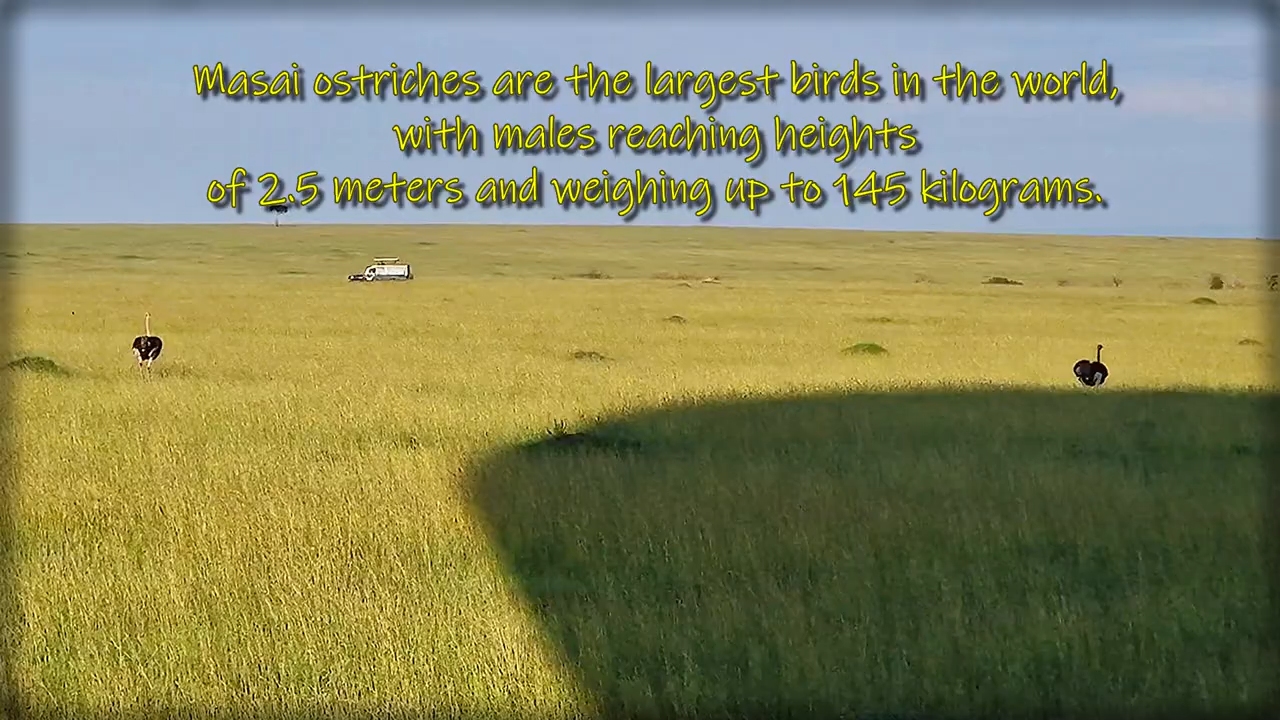 Masai ostriches are the largest birds in the world,
with males reaching heights
of 2.5 meters and weighing up to 145 kilograms.